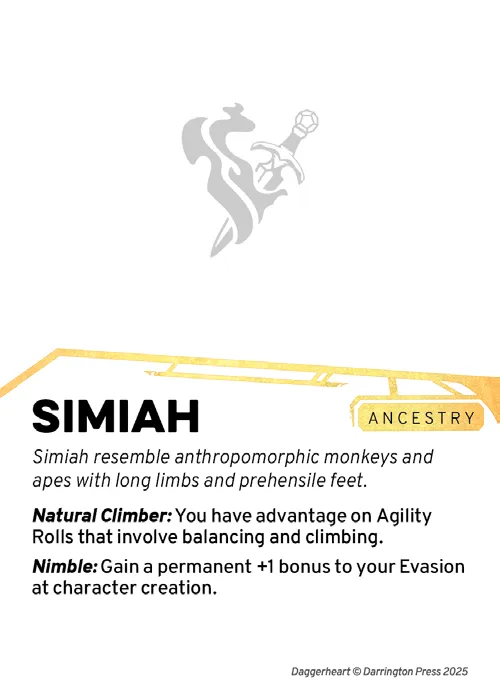 SIMIAH
ANCESTRY
Simiah resemble anthropomorphic monkeys and
apes with long limbs and prehensile feet.
Natural Climber: You have advantage on Agility
Rolls that involve balancing and climbing.
Nimble: Gain a permanent +1 bonus to your Evasion
at character creation.
Daggerheart © Darrington Press 2025